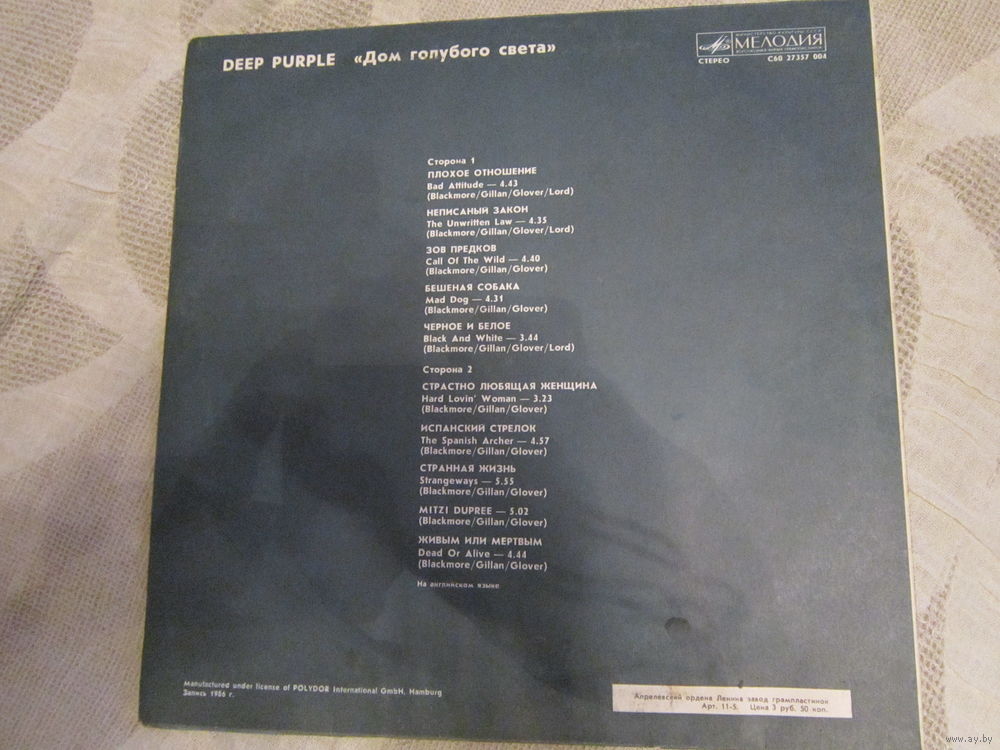 DEEP PURPLE «Дом голубого света»
МИНИСТЕРСТВО КУЛЬТУРЫ СССР
МЕЛОДИЯ
СТЕРЕО С60 27357 004
Сторона 1
ПЛОХОЕ ОТНОШЕНИЕ
Bad Attitude — 4.43
(Blackmore/Gillan/Glover/Lord)
НЕПИСАНЫЙ ЗАКОН
The Unwritten Law — 4.35
(Blackmore/Gillan/Glover/Lord)
ЗОВ ПРЕДКОВ
Call Of The Wild — 4.40
(Blackmore/Gillan/Glover)
БЕШЕНАЯ СОБАКА
Mad Dog — 4.31
(Blackmore/Gillan/Glover)
ЧЕРНОЕ И БЕЛОЕ
Black And White — 3.44
(Blackmore/Gillan/Glover/Lord)
Сторона 2
СТРАСТНО ЛЮБЯЩАЯ ЖЕНЩИНА
Hard Lovin' Woman — 3.23
(Blackmore/Gillan/Glover)
ИСПАНСКИЙ СТРЕЛОК
The Spanish Archer — 4.57
(Blackmore/Gillan/Glover)
СТРАННАЯ ЖИЗНЬ
Strangeways — 5.55
(Blackmore/Gillan/Glover)
MITZI DUPREE — 5.02
(Blackmore/Gillan/Glover)
ЖИВЫМ ИЛИ МЕРТВЫМ
Dead Or Alive — 4.44
(Blackmore/Gillan/Glover)
На английском языке
Manufactured under license of POLYDOR International GmbH, Hamburg
Запись 1986 г.
Апрелевский ордена Ленина завод грампластинок
Арт. 11-5. Цена 3 руб. 50 коп.
www.ay.by